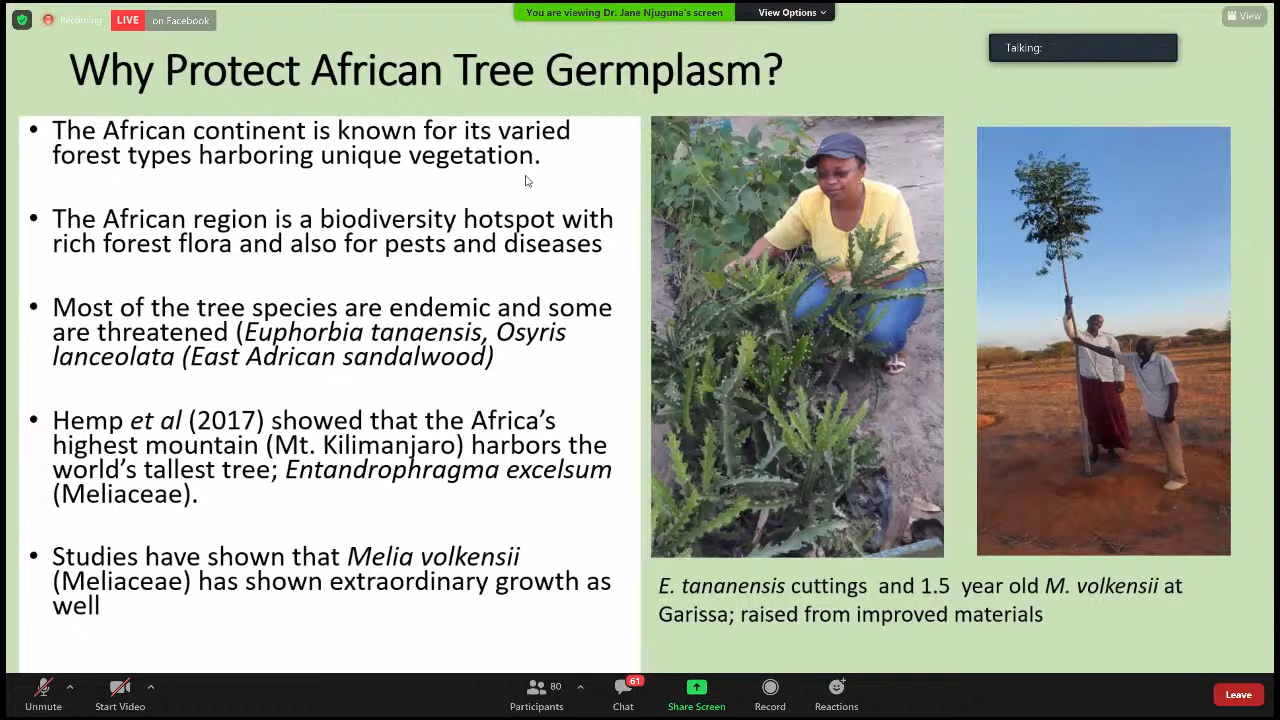 Recording
LIVE on Facebook
You are viewing Dr. Jane Njuguna's screen
View Options
View
Talking:
Why Protect African Tree Germplasm?
• The African continent is known for its varied
forest types harboring unique vegetation.
• The African region is a biodiversity hotspot with
rich forest flora and also for pests and diseases
• Most of the tree species are endemic and some
are threatened (Euphorbia tanaensis, Osyris
lanceolata (East Adrican sandalwood)
• Hemp et al (2017) showed that the Africa's
highest mountain (Mt. Kilimanjaro) harbors the
world's tallest tree; Entandrophragma excelsum
(Meliaceae).
• Studies have shown that Melia volkensii
(Meliaceae) has shown extraordinary growth as
well
E. tananensis cuttings and 1.5 year old M. volkensii at
Garissa; raised from improved materials
Unmute
Start Video
80
Participants
61
Chat
Share Screen
Record
Reactions
Leave